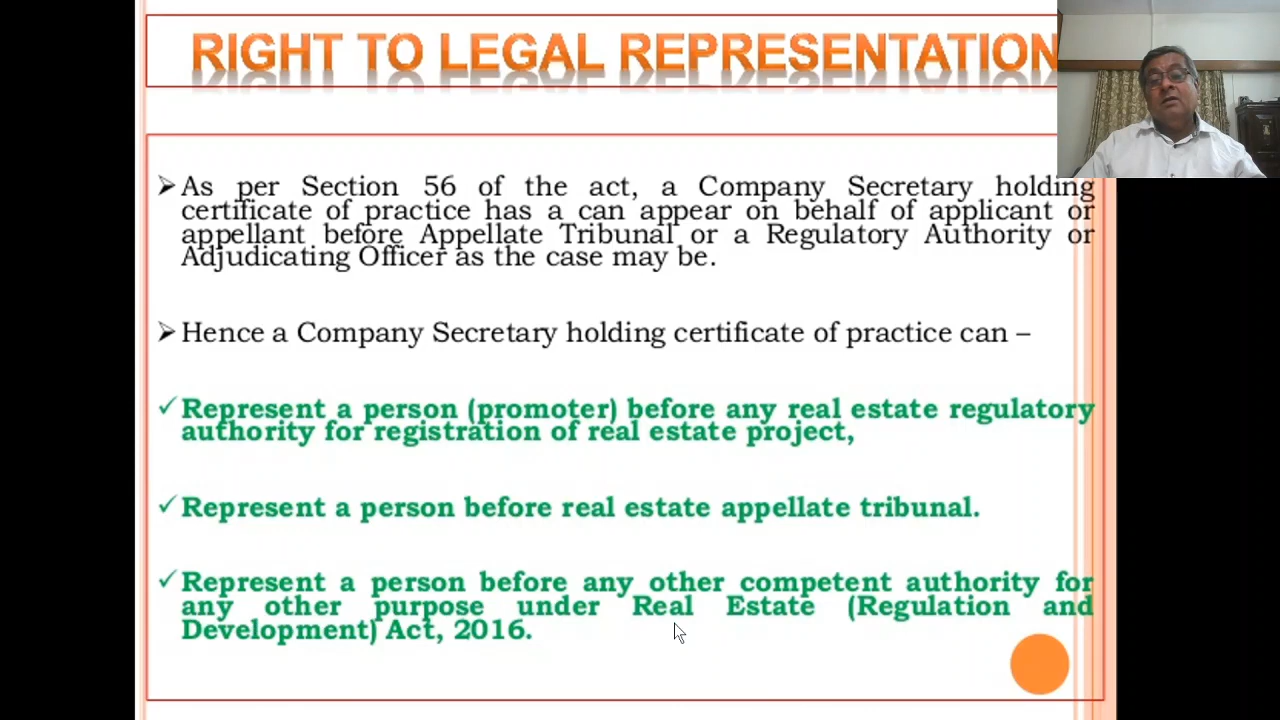 RIGHT TO LEGAL REPRESENTATION
As per Section 56 of the act, a Company Secretary holding
certificate of practice has a can appear on behalf of applicant or
appellant before Appellate Tribunal or a Regulatory Authority or
Adjudicating Officer as the case may be.
Hence a Company Secretary holding certificate of practice can –
Represent a person (promoter) before any real estate regulatory
authority for registration of real estate project,
Represent a person before real estate appellate tribunal.
Represent a person before any other competent authority for
any other purpose under Real Estate (Regulation and
Development) Act, 2016.